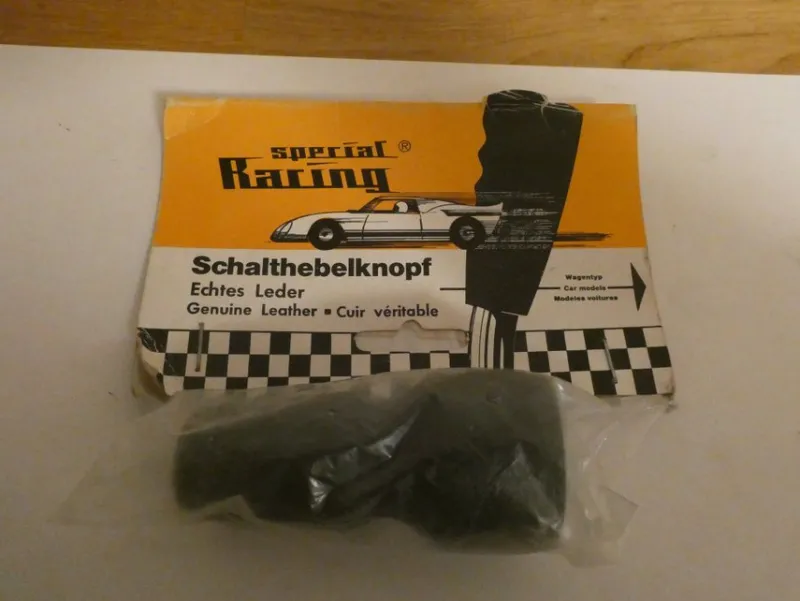 special ®
Racing
Schalthebelknopf
Echtes Leder
Genuine Leather ▪ Cuir véritable
Wagentyp
Car models
Modeles voitures